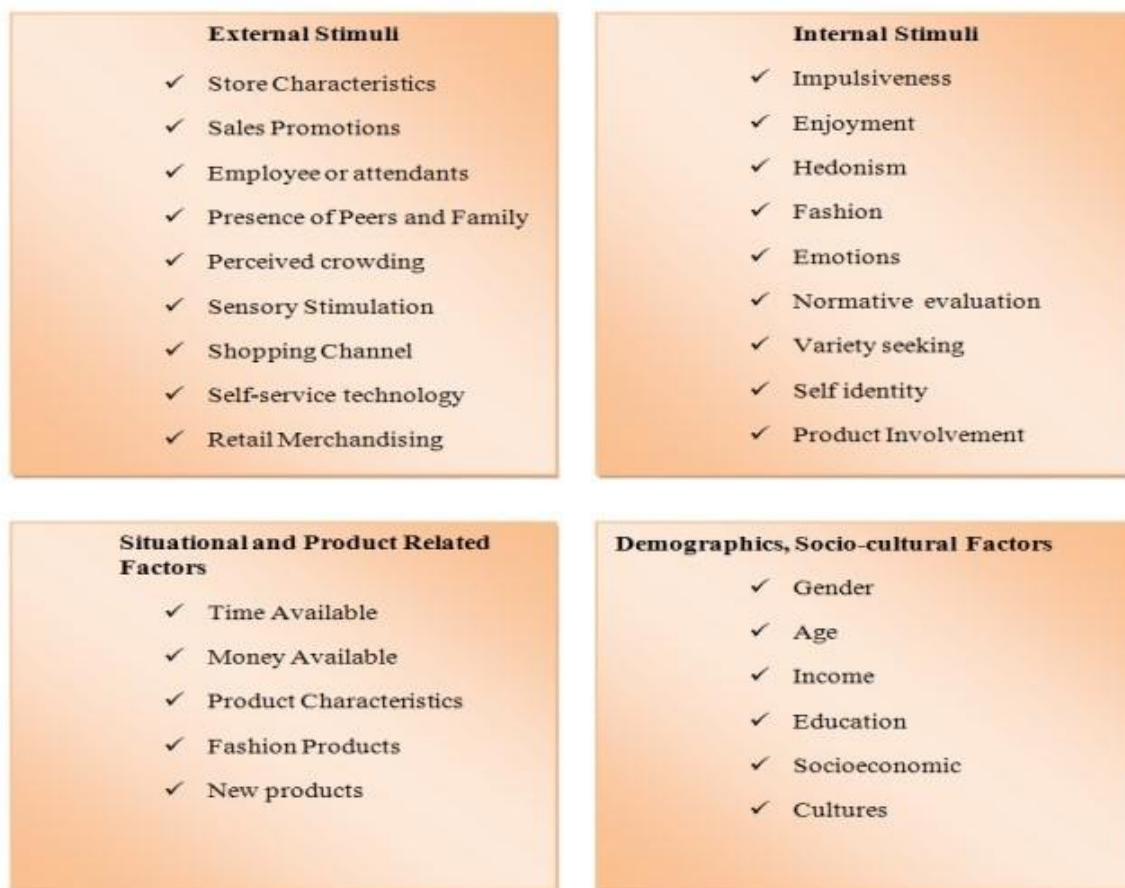 External Stimuli
✓ Store Characteristics
✓ Sales Promotions
✓ Employee or attendants
✓ Presence of Peers and Family
✓ Perceived crowding
✓ Sensory Stimulation
✓ Shopping Channel
✓ Self-service technology
✓ Retail Merchandising
Internal Stimuli
✓ Impulsiveness
✓ Enjoyment
✓ Hedonism
✓ Fashion
✓ Emotions
✓ Normative evaluation
✓ Variety seeking
✓ Self identity
✓ Product Involvement
Situational and Product Related
Factors
✓ Time Available
✓ Money Available
✓ Product Characteristics
✓ Fashion Products
✓ New products
Demographics, Socio-cultural Factors
✓ Gender
✓ Age
✓ Income
✓ Education
✓ Socioeconomic
✓ Cultures